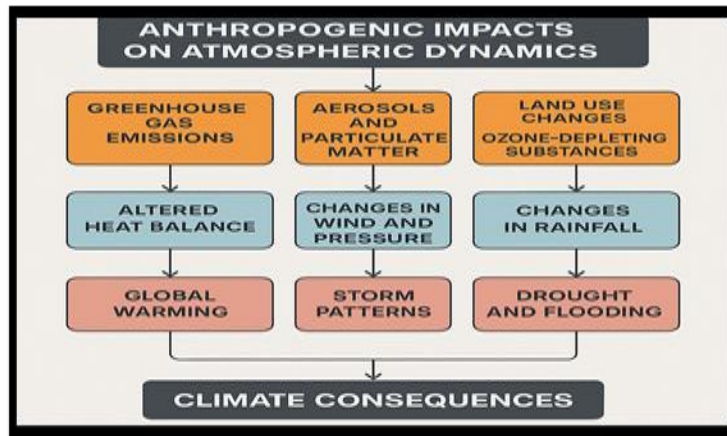 ANTHROPOGENIC IMPACTS
ON ATMOSPHERIC DYNAMICS
GREENHOUSE
GAS
EMISSIONS
AEROSOLS
AND
PARTICULATE
MATTER
LAND USE
CHANGES
OZONE-DEPLETING
SUBSTANCES
ALTERED
HEAT BALANCE
CHANGES IN
WIND AND
PRESSURE
CHANGES
IN RAINFALL
GLOBAL
WARMING
STORM
PATTERNS
DROUGHT
AND FLOODING
CLIMATE CONSEQUENCES